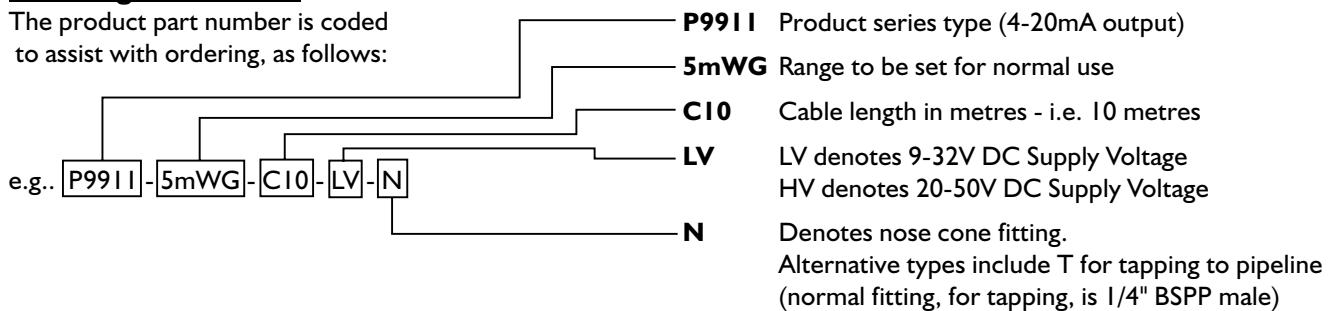 The product part number is coded
to assist with ordering, as follows:
P9911 Product series type (4-20mA output)
5mWG Range to be set for normal use
C10 Cable length in metres - i.e. 10 metres
LV LV denotes 9-32V DC Supply Voltage
HV denotes 20-50V DC Supply Voltage
e.g.. P9911-5mWG-C10-LV-N
N Denotes nose cone fitting.
Alternative types include T for tapping to pipeline
(normal fitting, for tapping, is 1/4" BSPP male)